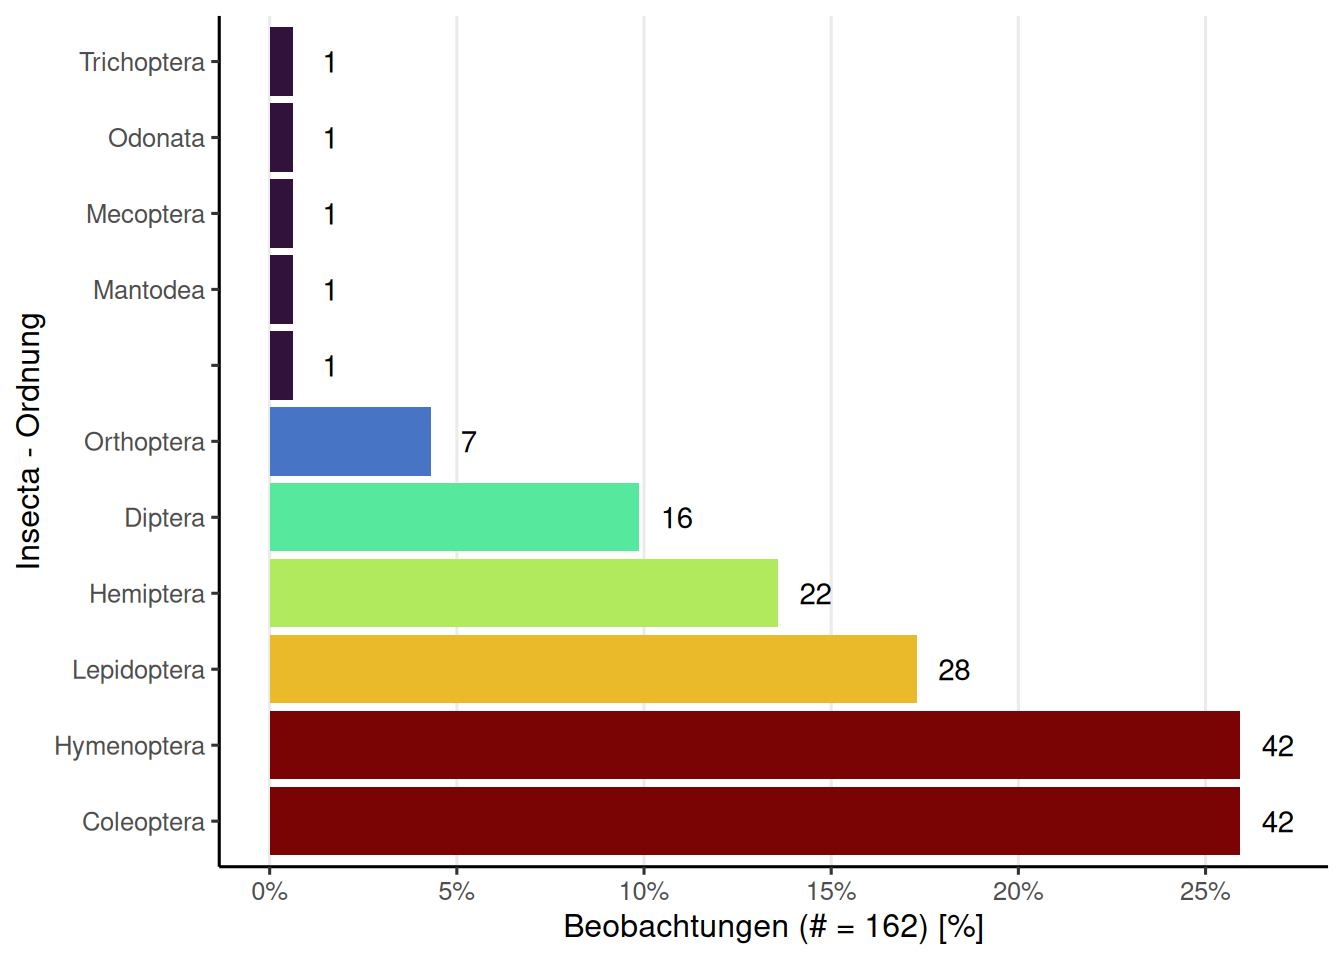 Trichoptera 1
Odonata 1
Mecoptera 1
Mantodea 1
1
Orthoptera 7
Diptera 16
Hemiptera 22
Lepidoptera 28
Hymenoptera 42
Coleoptera 42
0% 5% 10% 15% 20% 25%
Beobachtungen (# = 162) [%]
Insecta - Ordnung